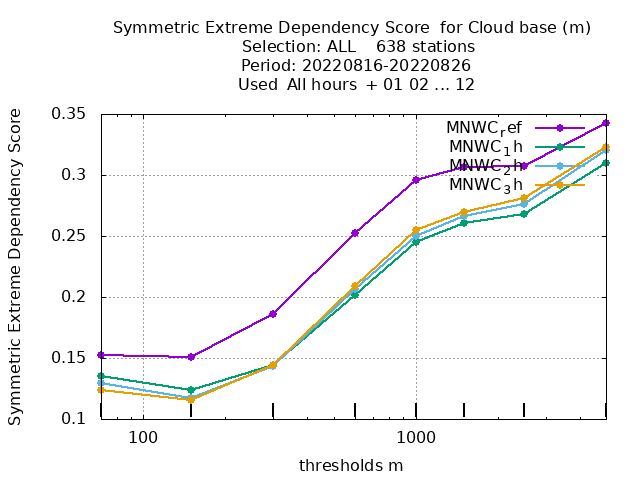 Symmetric Extreme Dependency Score for Cloud base (m)
Selection: ALL 638 stations
Period: 20220816-20220826
Used All hours + 01 02 ... 12
Symmetric Extreme Dependency Score
0.35
0.3
0.25
0.2
0.15
0.1
MNWCref
MNWC1h
MNWC2h
MNWC3h
100
1000
thresholds m